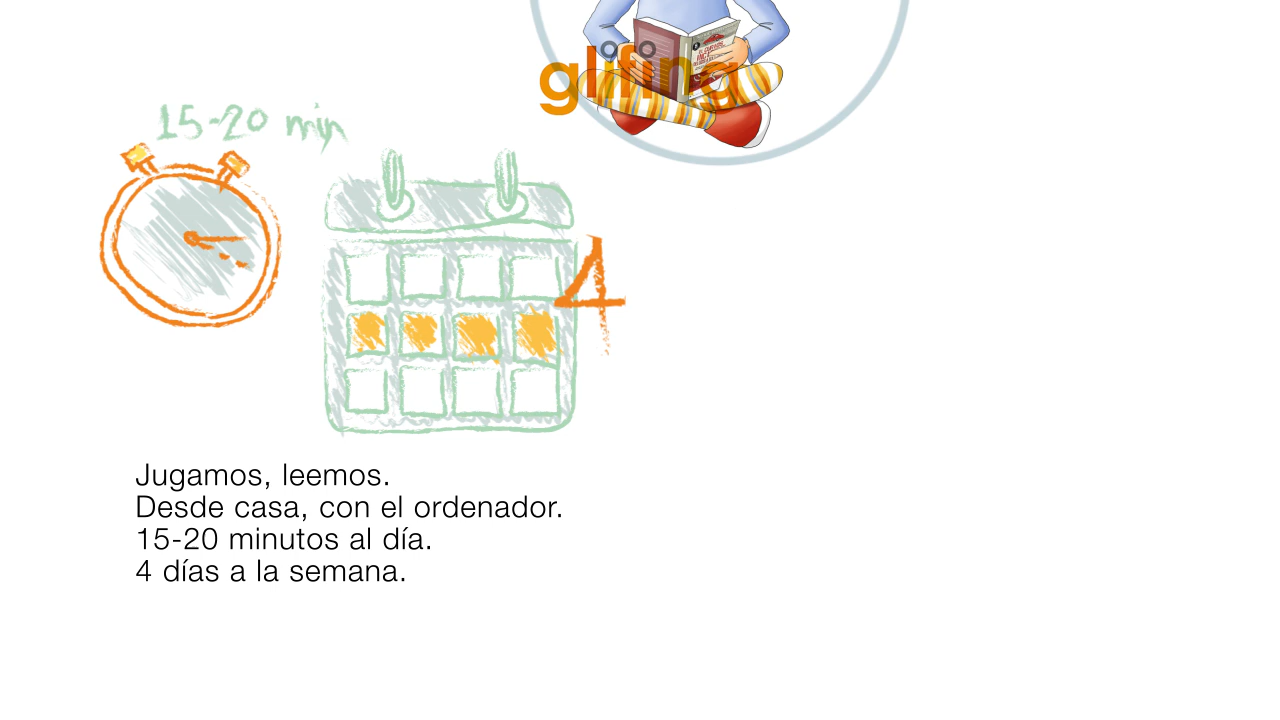 glifing
15-20 min
4
Jugamos, leemos.
Desde casa, con el ordenador.
15-20 minutos al día.
4 días a la semana.